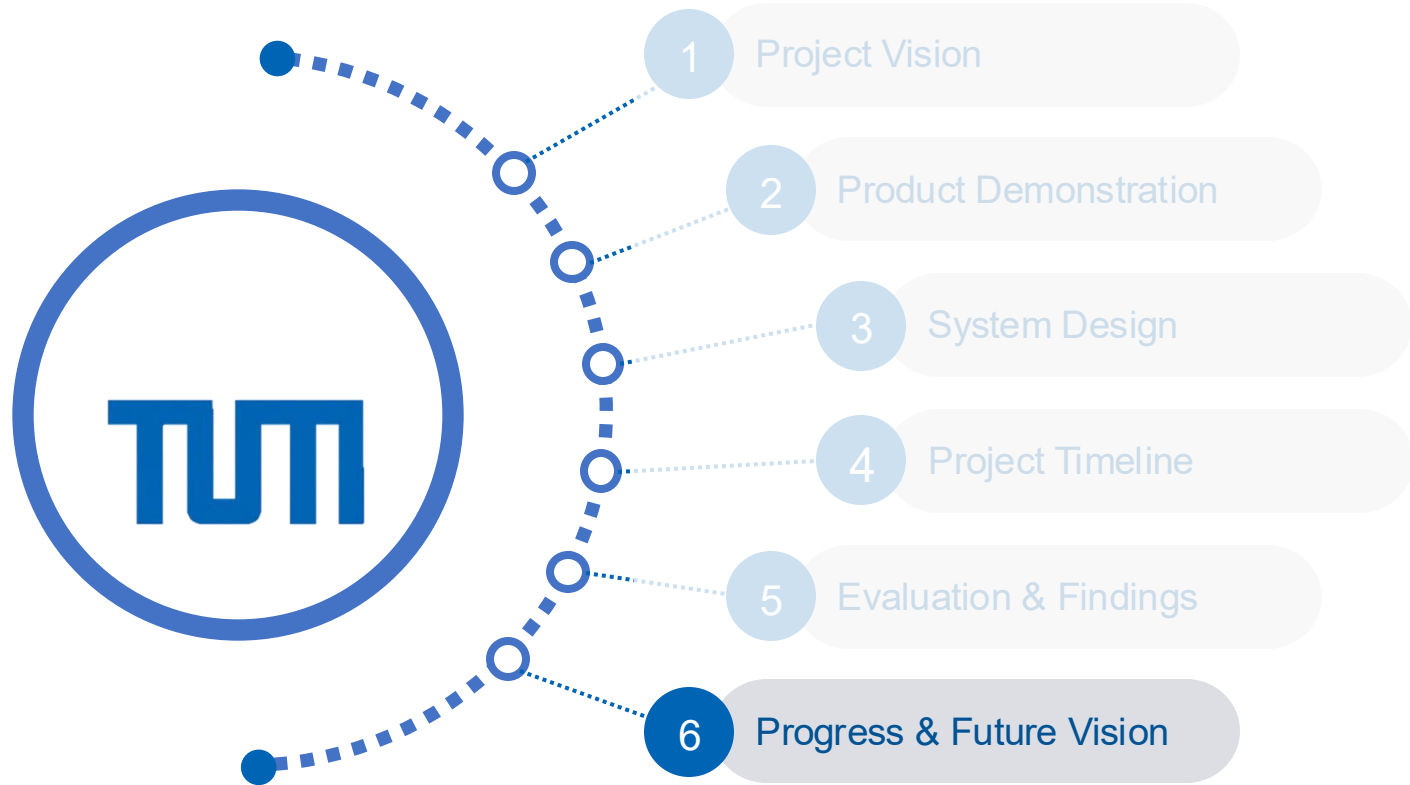 1 Project Vision
2 Product Demonstration
3 System Design
TUM
4 Project Timeline
5 Evaluation & Findings
6 Progress & Future Vision